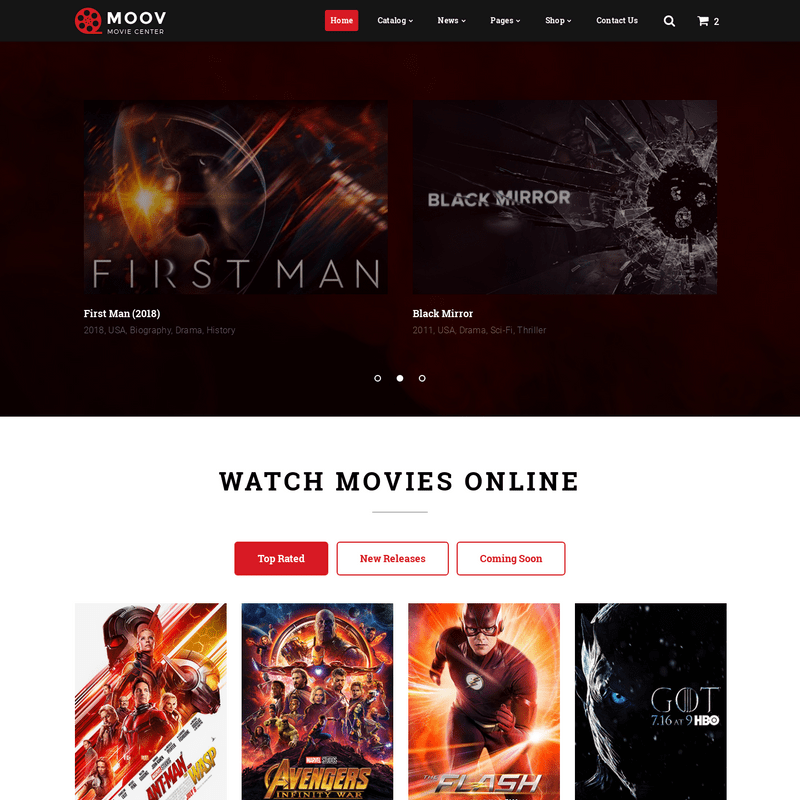 MOOV
MOVIE CENTER
Home Catalog News Pages Shop Contact Us 2
FIRST MAN
BLACK MIRROR
First Man (2018)
2018, USA, Biography, Drama, History
Black Mirror
2011, USA, Drama, Sci-Fi, Thriller
WATCH MOVIES ONLINE
Top Rated New Releases Coming Soon
ANT-MAN
WASP
MARVEL STUDIOS
AVENGERS
INFINITY WAR
THE FLASH
GOT
7.16 AT 9 HBO